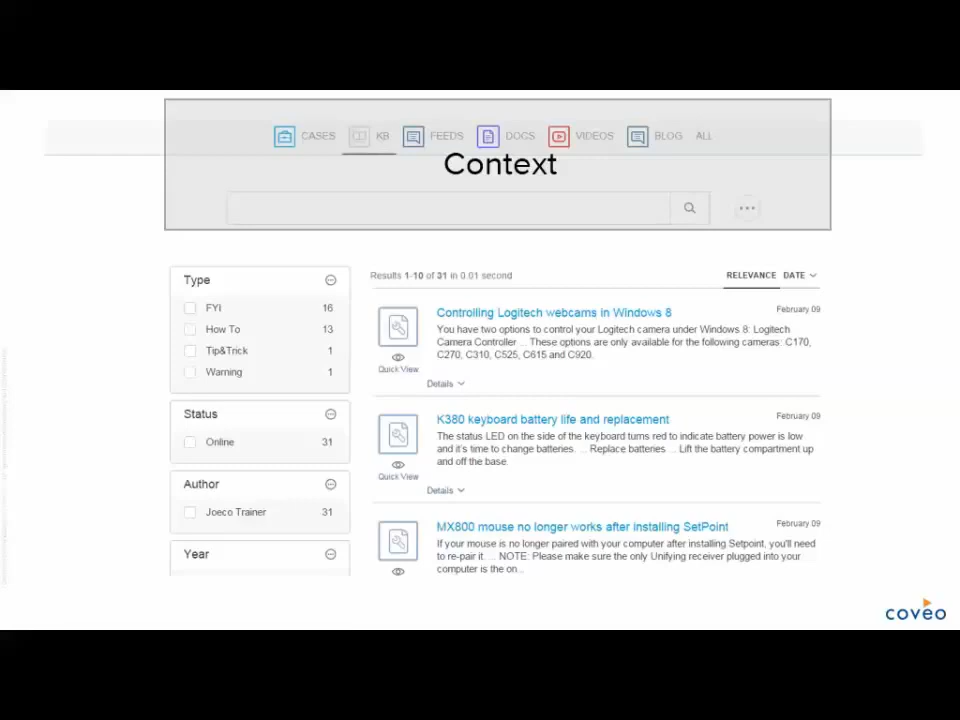 CASES KB FEEDS DOCS VIDEOS BLOG ALL
Context
Type
FYI 16
How To 13
Tip&Trick 1
Warning 1
Status
Online 31
Author
Joeco Trainer 31
Year
Results 1-10 of 31 in 0.01 second
RELEVANCE DATE
Controlling Logitech webcams in Windows 8
February 09
You have two options to control your Logitech camera under Windows 8: Logitech
Camera Controller ... These options are only available for the following cameras: C170,
C270, C310, C525, C615 and C920.
Quick View
Details
K380 keyboard battery life and replacement
February 09
The status LED on the side of the keyboard turns red to indicate battery power is low
and it's time to change batteries. ... Replace batteries ... Lift the battery compartment up
and off the base.
Quick View
Details
MX800 mouse no longer works after installing SetPoint
February 09
If your mouse is no longer paired with your computer after installing Setpoint, you'll need
to re-pair it. ... NOTE: Please make sure the only Unifying receiver plugged into your
computer is the on...
coveo